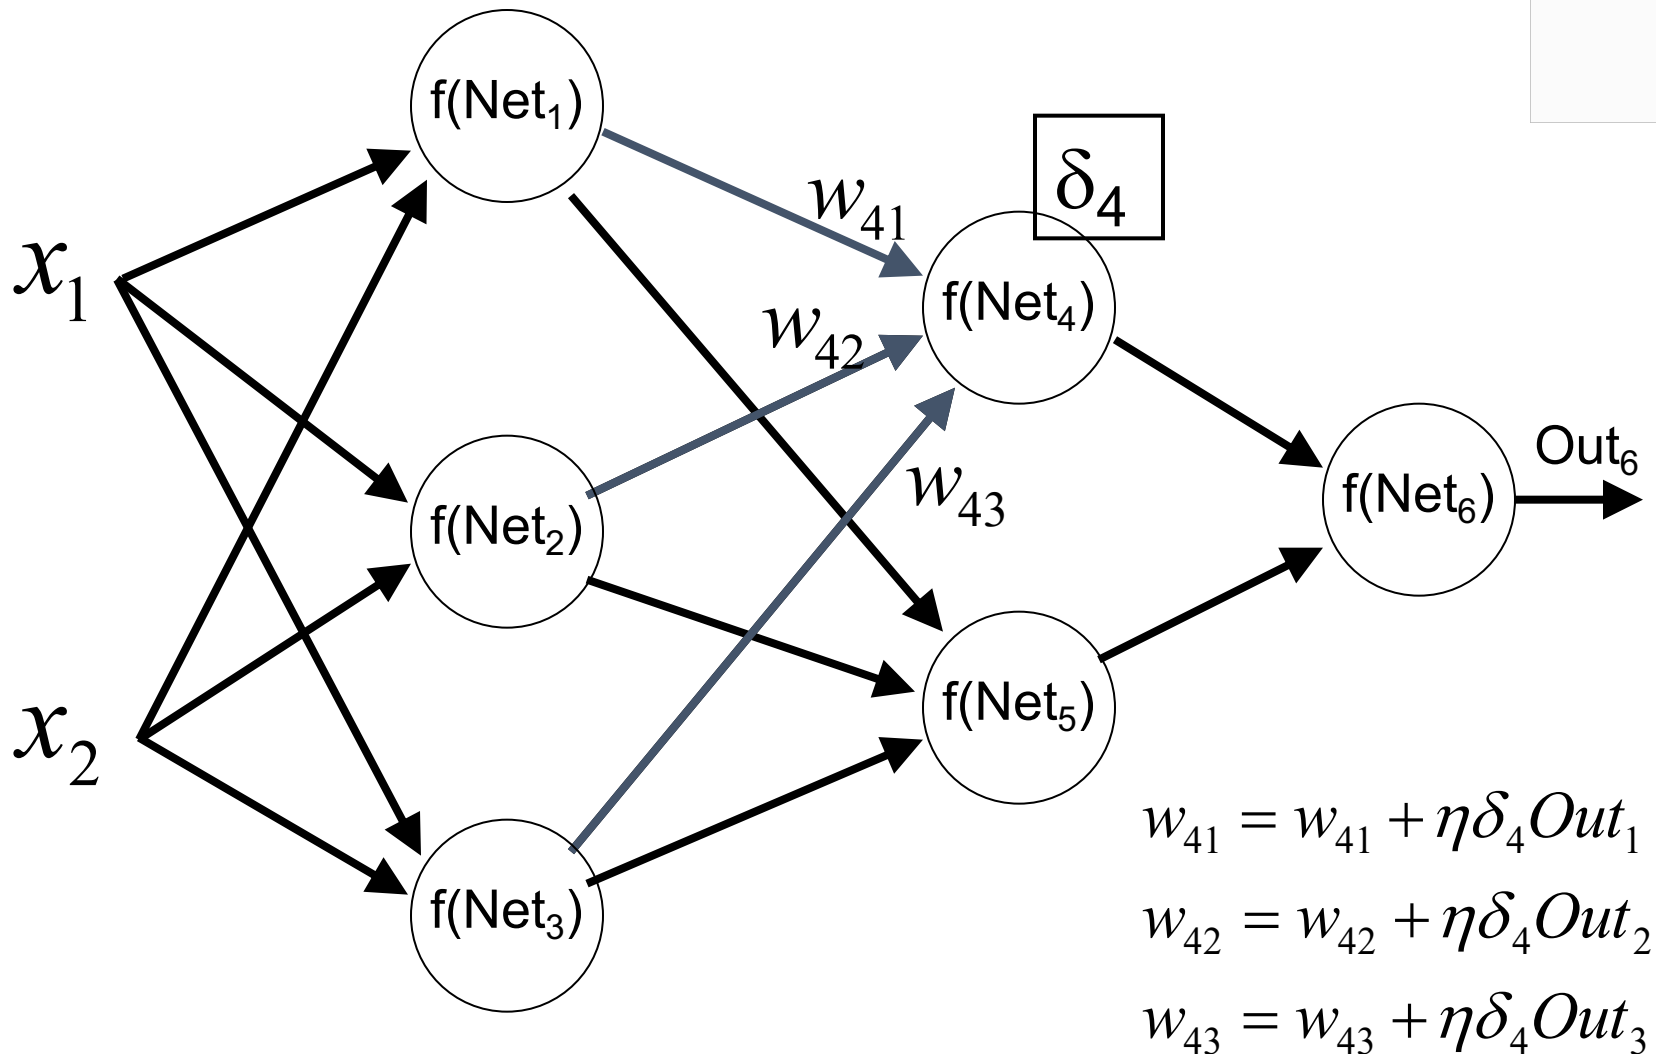 f(Net₁)
δ₄
w₄₁
x₁
f(Net₄)
w₄₂
Out₆
w₄₃
f(Net₆)
f(Net₂)
f(Net₅)
x₂
w₄₁ = w₄₁ + ηδ₄Out₁
f(Net₃)
w₄₂ = w₄₂ + ηδ₄Out₂
w₄₃ = w₄₃ + ηδ₄Out₃